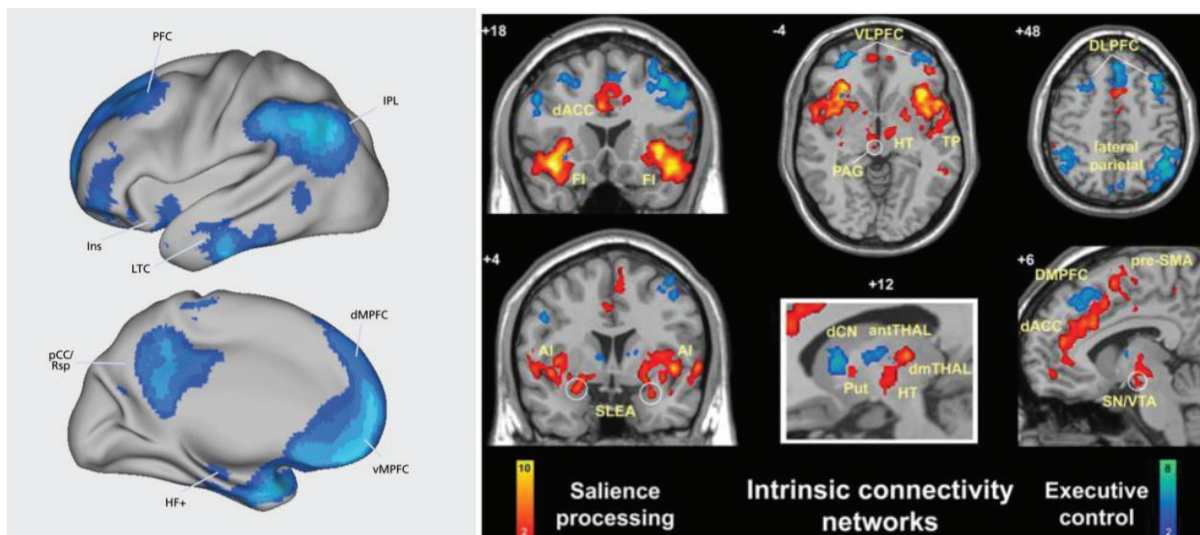 PFC
IPL
Ins
LTC
dMPFC
pCC/
Rsp
vMPFC
HF+
+18
dACC
FI
FI
-4
VLPFC
HT
TP
PAG
+48
DLPFC
lateral
parietal
+4
AI
AI
SLEA
+12
dCN
antTHAL
dmTHAL
Put
HT
+6
DMPFC
pre-SMA
dACC
SN/VTA
10
2
Salience
processing
Intrinsic connectivity
networks
Executive
control
8
2